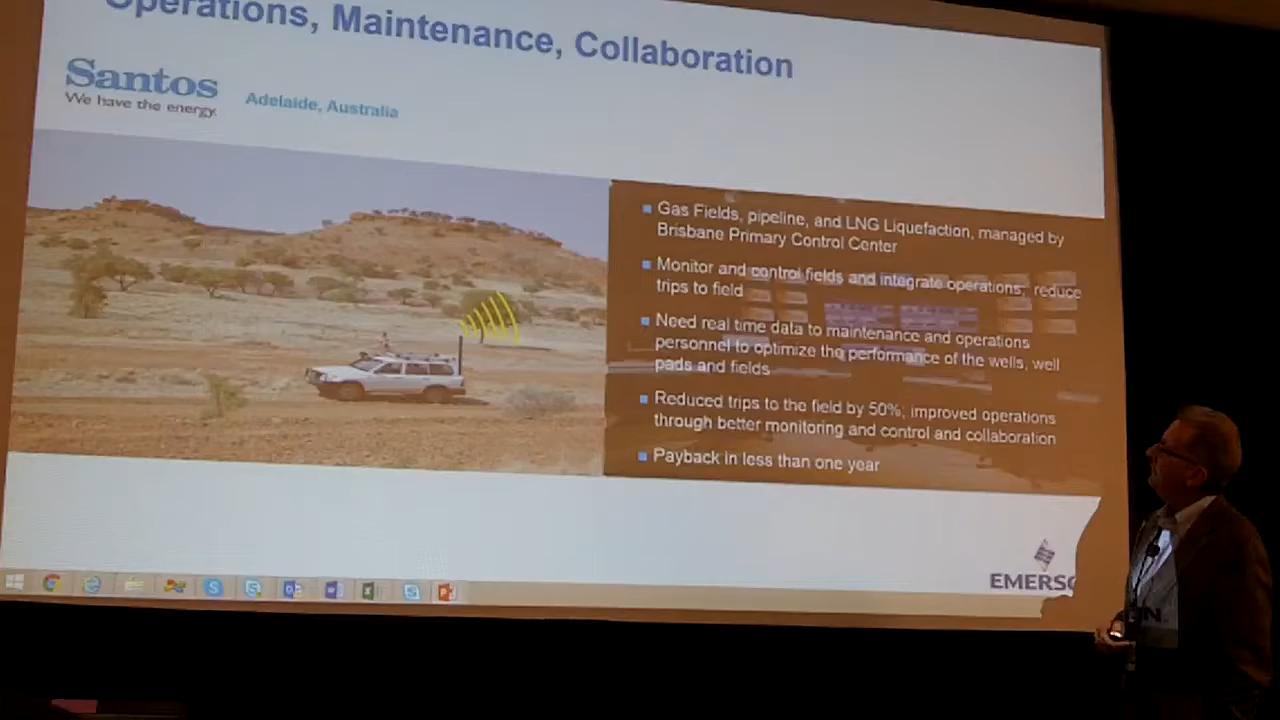 Operations, Maintenance, Collaboration
Santos
We have the energy.
Adelaide, Australia
Gas Fields, pipeline, and LNG Liquefaction, managed by
Brisbane Primary Control Center
Monitor and control fields and integrate operations, reduce
trips to field
Need real time data to maintenance and operations
personnel to optimize the performance of the wells, well
pads and fields
Reduced trips to the field by 50%, improved operations
through better monitoring and control and collaboration
Payback in less than one year
EMERSO